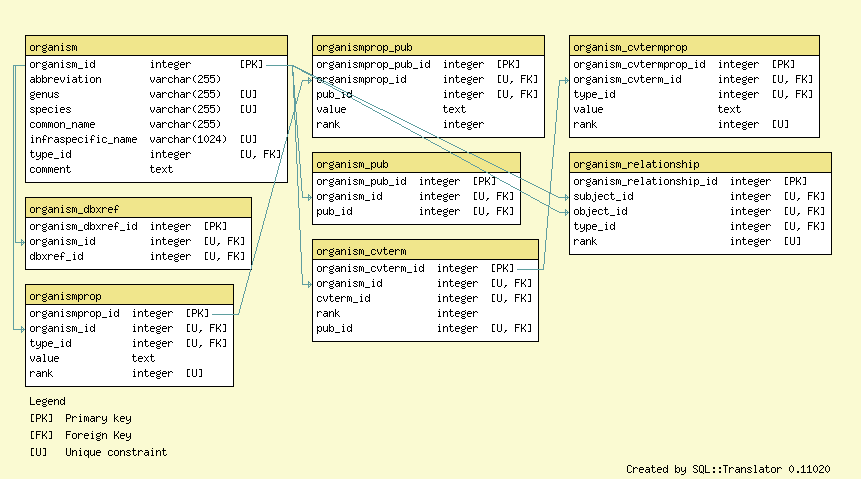 organism
organism_id integer [PK]
abbreviation varchar(255)
genus varchar(255) [U]
species varchar(255) [U]
common_name varchar(255)
infraspecific_name varchar(1024) [U]
type_id integer [U, FK]
comment text
organism_dbxref
organism_dbxref_id integer [PK]
organism_id integer [U, FK]
dbxref_id integer [U, FK]
organismprop
organismprop_id integer [PK]
organism_id integer [U, FK]
type_id integer [U, FK]
value text
rank integer [U]
organismprop_pub
organismprop_pub_id integer [PK]
organismprop_id integer [U, FK]
pub_id integer [U, FK]
value text
rank integer
organism_pub
organism_pub_id integer [PK]
organism_id integer [U, FK]
pub_id integer [U, FK]
organism_cvterm
organism_cvterm_id integer [PK]
organism_id integer [U, FK]
cvterm_id integer [U, FK]
rank integer
pub_id integer [U, FK]
organism_cvtermprop
organism_cvtermprop_id integer [PK]
organism_cvterm_id integer [U, FK]
type_id integer [U, FK]
value text
rank integer [U]
organism_relationship
organism_relationship_id integer [PK]
subject_id integer [U, FK]
object_id integer [U, FK]
type_id integer [U, FK]
rank integer [U]
Legend
[PK] Primary key
[FK] Foreign Key
[U] Unique constraint
Created by SQL::Translator 0.11020